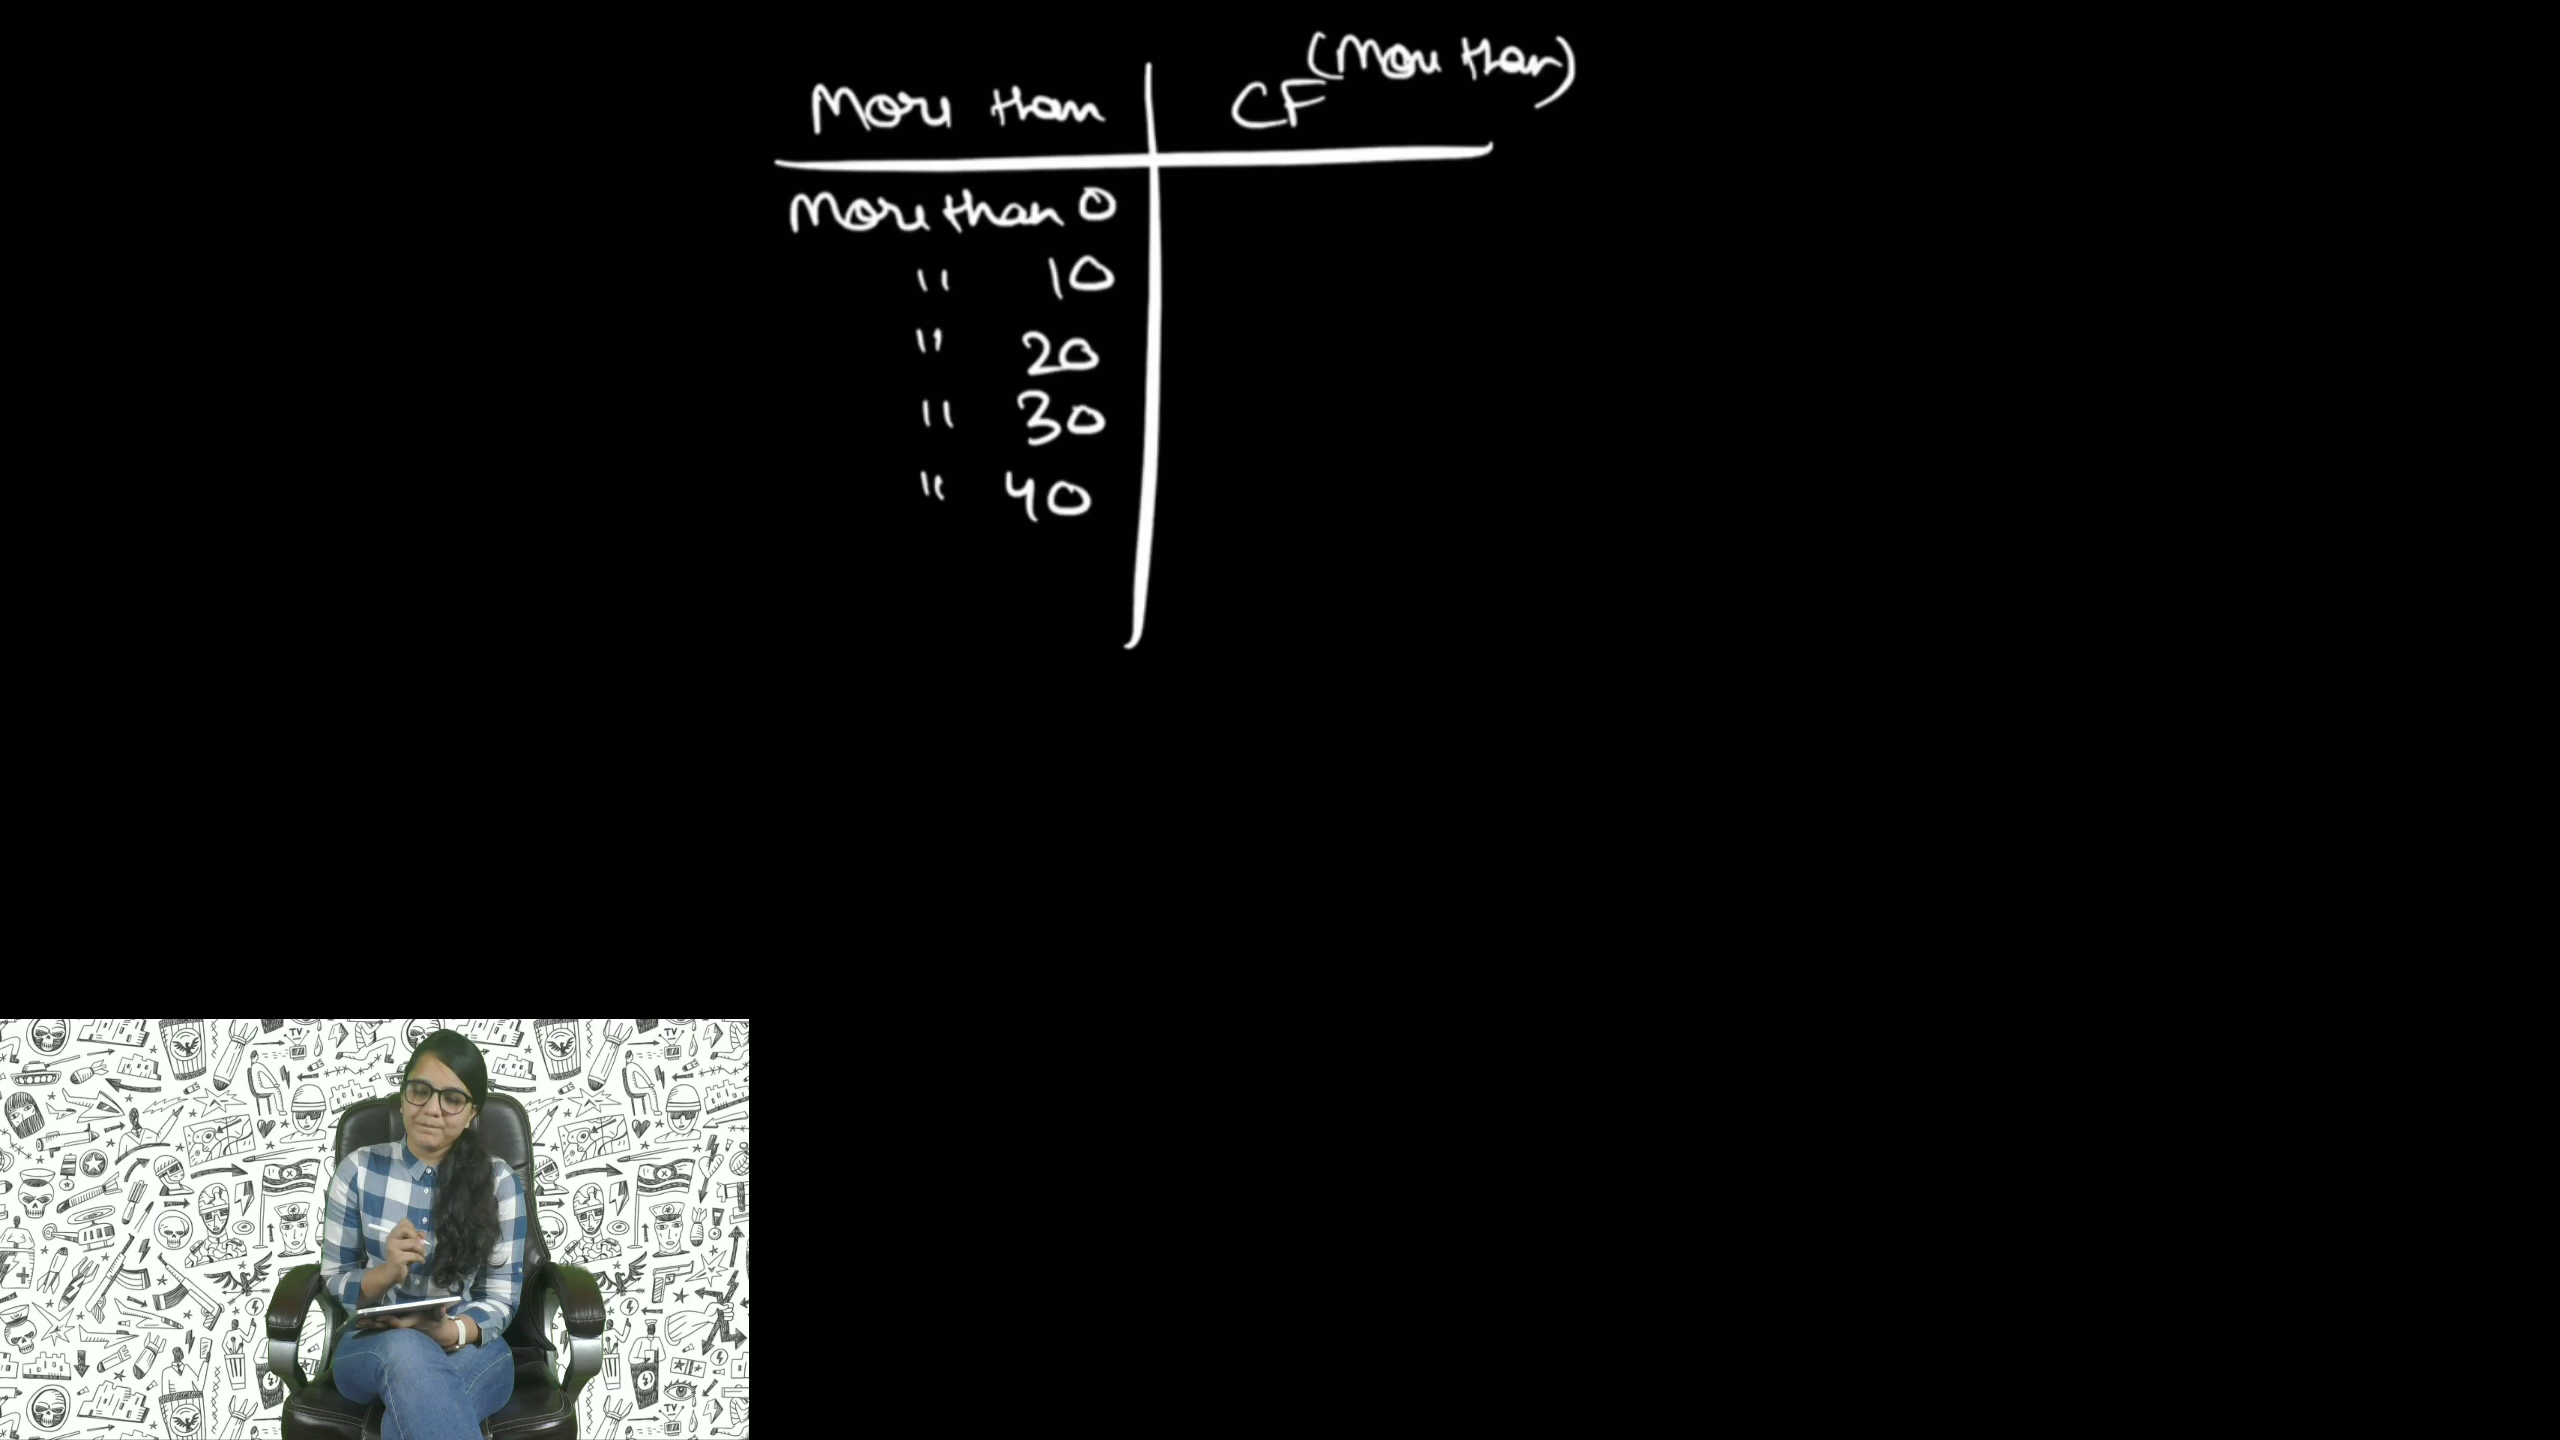 (More than)
More than CF
More than 0
" 10
" 20
" 30
" 40